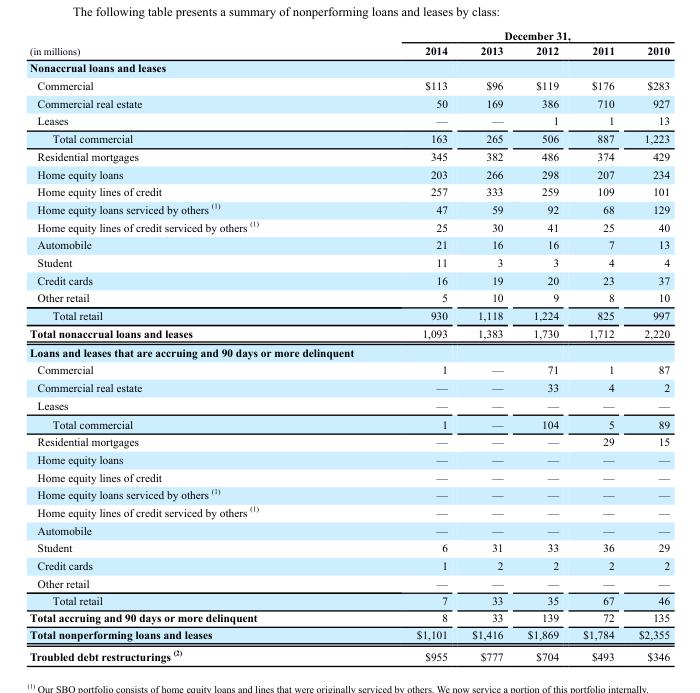 The following table presents a summary of nonperforming loans and leases by class:
December 31,
(in millions) 2014 2013 2012 2011 2010
Nonaccrual loans and leases
Commercial $113 $96 $119 $176 $283
Commercial real estate 50 169 386 710 927
Leases — — 1 1 13
Total commercial 163 265 506 887 1,223
Residential mortgages 345 382 486 374 429
Home equity loans 203 266 298 207 234
Home equity lines of credit 257 333 259 109 101
Home equity loans serviced by others (1) 47 59 92 68 129
Home equity lines of credit serviced by others (1) 25 30 41 25 40
Automobile 21 16 16 7 13
Student 11 3 3 4 4
Credit cards 16 19 20 23 37
Other retail 5 10 9 8 10
Total retail 930 1,118 1,224 825 997
Total nonaccrual loans and leases 1,093 1,383 1,730 1,712 2,220
Loans and leases that are accruing and 90 days or more delinquent
Commercial 1 — 71 1 87
Commercial real estate — — 33 4 2
Leases — — — — —
Total commercial 1 — 104 5 89
Residential mortgages — — — 29 15
Home equity loans — — — — —
Home equity lines of credit — — — — —
Home equity loans serviced by others (1) — — — — —
Home equity lines of credit serviced by others (1) — — — — —
Automobile — — — — —
Student 6 31 33 36 29
Credit cards 1 2 2 2 2
Other retail — — — — —
Total retail 7 33 35 67 46
Total accruing and 90 days or more delinquent 8 33 139 72 135
Total nonperforming loans and leases $1,101 $1,416 $1,869 $1,784 $2,355
Troubled debt restructurings (2) $955 $777 $704 $493 $346
(1) Our SBO portfolio consists of home equity loans and lines that were originally serviced by others. We now service a portion of this portfolio internally.